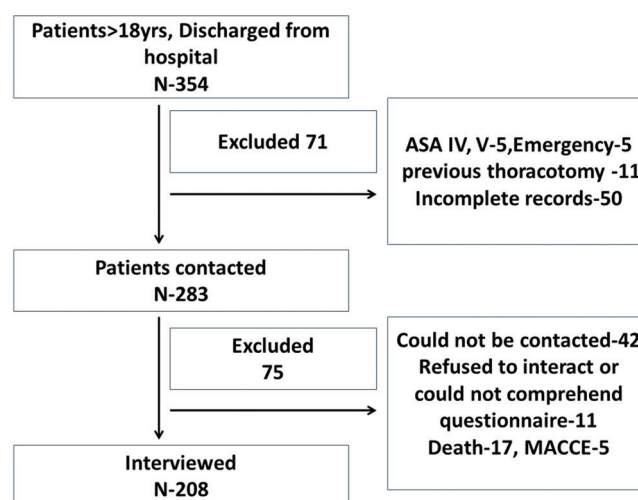 Patients>18yrs, Discharged from
hospital
N-354
Excluded 71
ASA IV, V-5,Emergency-5
previous thoracotomy -11
Incomplete records-50
Patients contacted
N-283
Excluded
75
Could not be contacted-42
Refused to interact or
could not comprehend
questionnaire-11
Death-17, MACCE-5
Interviewed
N-208